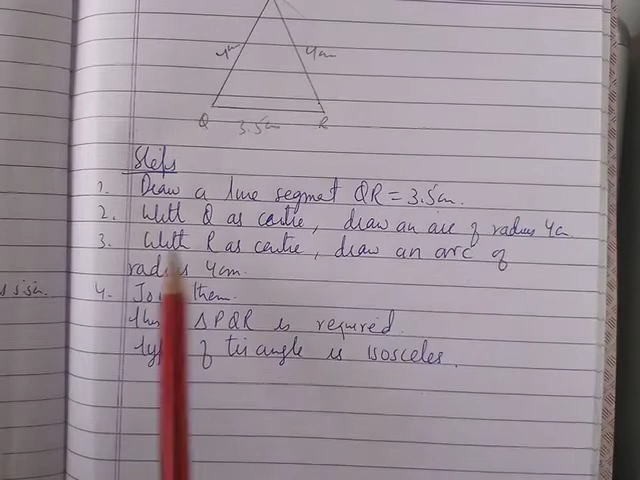 4cm
4cm
Q
3.5cm
R
Steps
1. Draw a line segment QR = 3.5cm.
2. With Q as centre, draw an arc of radius 4cm
3. With R as centre, draw an arc of
radius 4cm.
4. Join them.
Thus Δ PQR is required.
Type of triangle is isosceles.